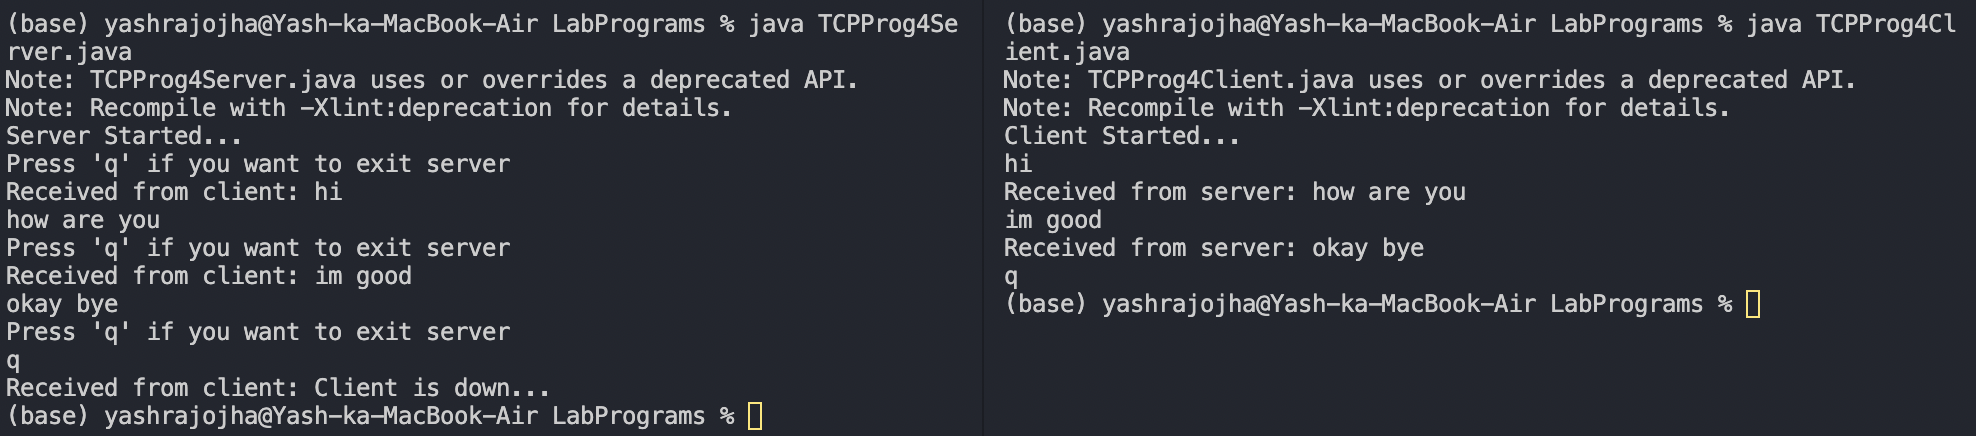 (base) yashrajojha@Yash-ka-MacBook-Air LabPrograms % java TCPProg4Se
rver.java
Note: TCPProg4Server.java uses or overrides a deprecated API.
Note: Recompile with -Xlint:deprecation for details.
Server Started...
Press 'q' if you want to exit server
Received from client: hi
how are you
Press 'q' if you want to exit server
Received from client: im good
okay bye
Press 'q' if you want to exit server
q
Received from client: Client is down...
(base) yashrajojha@Yash-ka-MacBook-Air LabPrograms %
(base) yashrajojha@Yash-ka-MacBook-Air LabPrograms % java TCPProg4Cl
ient.java
Note: TCPProg4Client.java uses or overrides a deprecated API.
Note: Recompile with -Xlint:deprecation for details.
Client Started...
hi
Received from server: how are you
im good
Received from server: okay bye
q
(base) yashrajojha@Yash-ka-MacBook-Air LabPrograms %